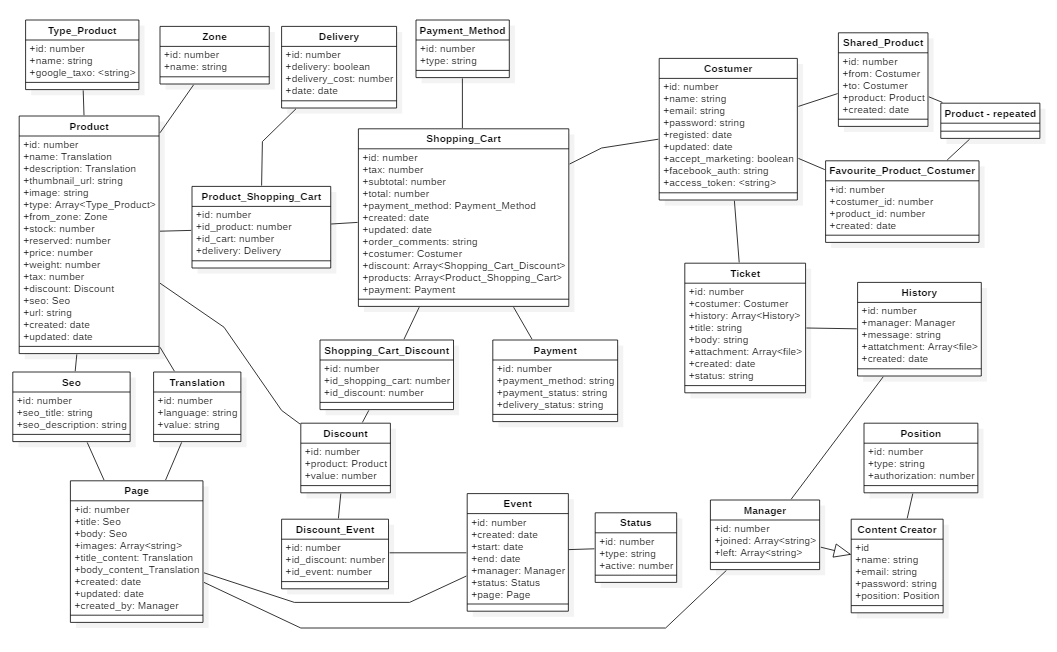 Type_Product
+id: number
+name: string
+google_taxo: <string>
Zone
+id: number
+name: string
Delivery
+id: number
+delivery: boolean
+delivery_cost: number
+date: date
Payment_Method
+id: number
+type: string
Costumer
+id: number
+name: string
+email: string
+password: string
+registed: date
+updated: date
+accept_marketing: boolean
+facebook_auth: string
+access_token: <string>
Shared_Product
+id: number
+from: Costumer
+to: Costumer
+product: Product
+created: date
Product - repeated
Favourite_Product_Costumer
+id: number
+costumer_id: number
+product_id: number
+created: date
Product
+id: number
+name: Translation
+description: Translation
+thumbnail_url: string
+image: string
+type: Array<Type_Product>
+from_zone: Zone
+stock: number
+reserved: number
+price: number
+weight: number
+tax: number
+discount: Discount
+seo: Seo
+url: string
+created: date
+updated: date
Product_Shopping_Cart
+id: number
+id_product: number
+id_cart: number
+delivery: Delivery
Shopping_Cart
+id: number
+tax: number
+subtotal: number
+total: number
+payment_method: Payment_Method
+created: date
+updated: date
+order_comments: string
+costumer: Costumer
+discount: Array<Shopping_Cart_Discount>
+products: Array<Product_Shopping_Cart>
+payment: Payment
Ticket
+id: number
+costumer: Costumer
+history: Array<History>
+title: string
+body: string
+attachment: Array<file>
+created: date
+status: string
History
+id: number
+manager: Manager
+message: string
+attatchment: Array<file>
+created: date
Seo
+id: number
+seo_title: string
+seo_description: string
Translation
+id: number
+language: string
+value: string
Shopping_Cart_Discount
+id: number
+id_shopping_cart: number
+id_discount: number
Payment
+id: number
+payment_method: string
+payment_status: string
+delivery_status: string
Discount
+id: number
+product: Product
+value: number
Position
+id: number
+type: string
+authorization: number
Page
+id: number
+title: Seo
+body: Seo
+images: Array<string>
+title_content: Translation
+body_content_Translation
+created: date
+updated: date
+created_by: Manager
Discount_Event
+id: number
+id_discount: number
+id_event: number
Event
+id: number
+created: date
+start: date
+end: date
+manager: Manager
+status: Status
+page: Page
Status
+id: number
+type: string
+active: number
Manager
+id: number
+joined: Array<string>
+left: Array<string>
Content Creator
+id
+name: string
+email: string
+password: string
+position: Position